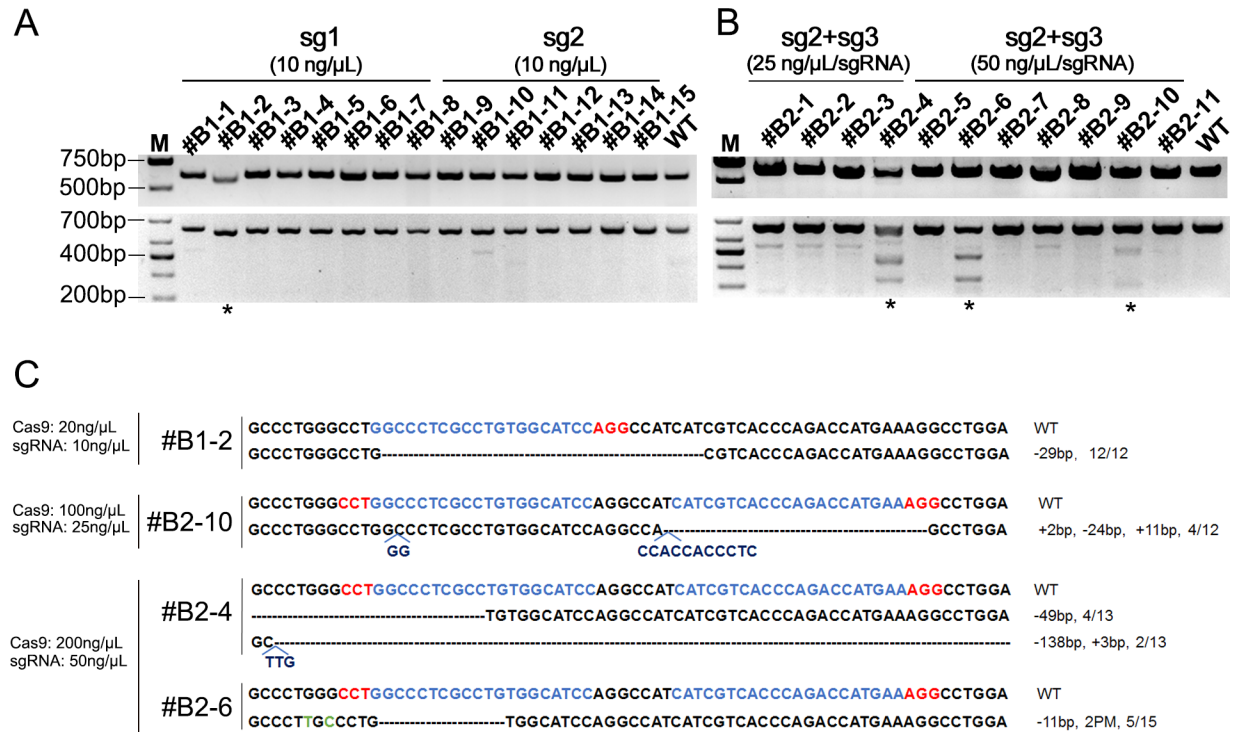 A
sg1
(10 ng/µL)
sg2
(10 ng/µL)
M
#B1-1
#B1-2
#B1-3
#B1-4
#B1-5
#B1-6
#B1-7
#B1-8
#B1-9
#B1-10
#B1-11
#B1-12
#B1-13
#B1-14
#B1-15
WT
750bp
500bp
700bp
400bp
200bp
*
B
sg2+sg3
(25 ng/µL/sgRNA)
sg2+sg3
(50 ng/µL/sgRNA)
M
#B2-1
#B2-2
#B2-3
#B2-4
#B2-5
#B2-6
#B2-7
#B2-8
#B2-9
#B2-10
#B2-11
WT
* * *
C
Cas9: 20ng/µL
sgRNA: 10ng/µL
#B1-2
GCCCTGGGCCTGGCCCTCGCCTGTGGCATCCAGGCCATCATCGTCACCCAGACCATGAAAGGCCTGGA WT
GCCCTGGGCCTG-----------------------------CGTCACCCAGACCATGAAAGGCCTGGA -29bp, 12/12
Cas9: 100ng/µL
sgRNA: 25ng/µL
#B2-10
GCCCTGGGCCTGGCCCTCGCCTGTGGCATCCAGGCCATCATCGTCACCCAGACCATGAAAGGCCTGGA WT
GCCCTGGGCCTGGCCCTCGCCTGTGGCATCCAGGCCA------------------------GCCTGGA +2bp, -24bp, +11bp, 4/12
GG CCACCACCCTC
Cas9: 200ng/µL
sgRNA: 50ng/µL
#B2-4
GCCCTGGGCCTGGCCCTCGCCTGTGGCATCCAGGCCATCATCGTCACCCAGACCATGAAAGGCCTGGA WT
---------------------TGTGGCATCCAGGCCATCATCGTCACCCAGACCATGAAAGGCCTGGA -49bp, 4/13
GC------------------------------------------------------------------ -138bp, +3bp, 2/13
TTG
#B2-6
GCCCTGGGCCTGGCCCTCGCCTGTGGCATCCAGGCCATCATCGTCACCCAGACCATGAAAGGCCTGGA WT
GCCCTTGCCCTG-----------TGGCATCCAGGCCATCATCGTCACCCAGACCATGAAAGGCCTGGA -11bp, 2PM, 5/15